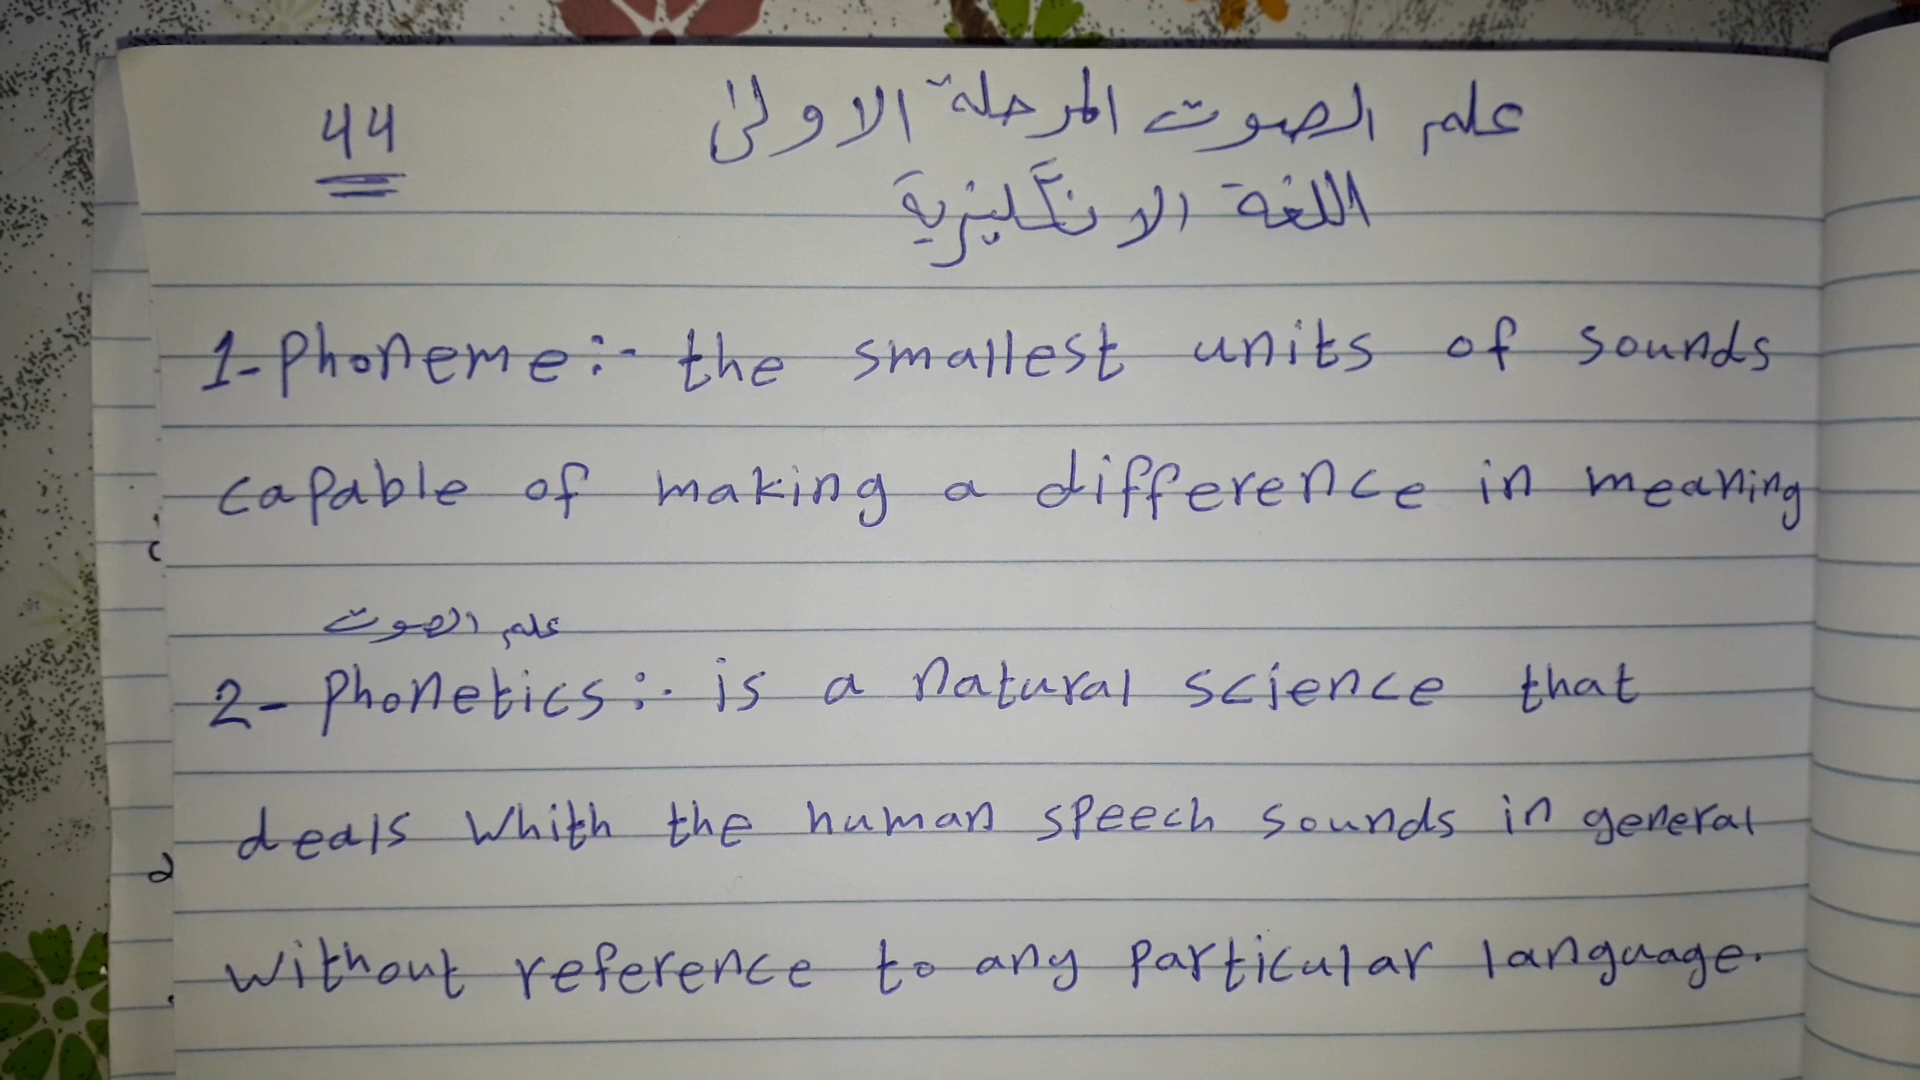 علم الصوت المرحلة الاولى
44
اللغة الانكليزية
1-Phoneme:- the smallest units of sounds
capable of making a difference in meaning
علم الصوت
2- Phonetics:- is a natural science that
deals whith the human speech sounds in general
without reference to any particular language.